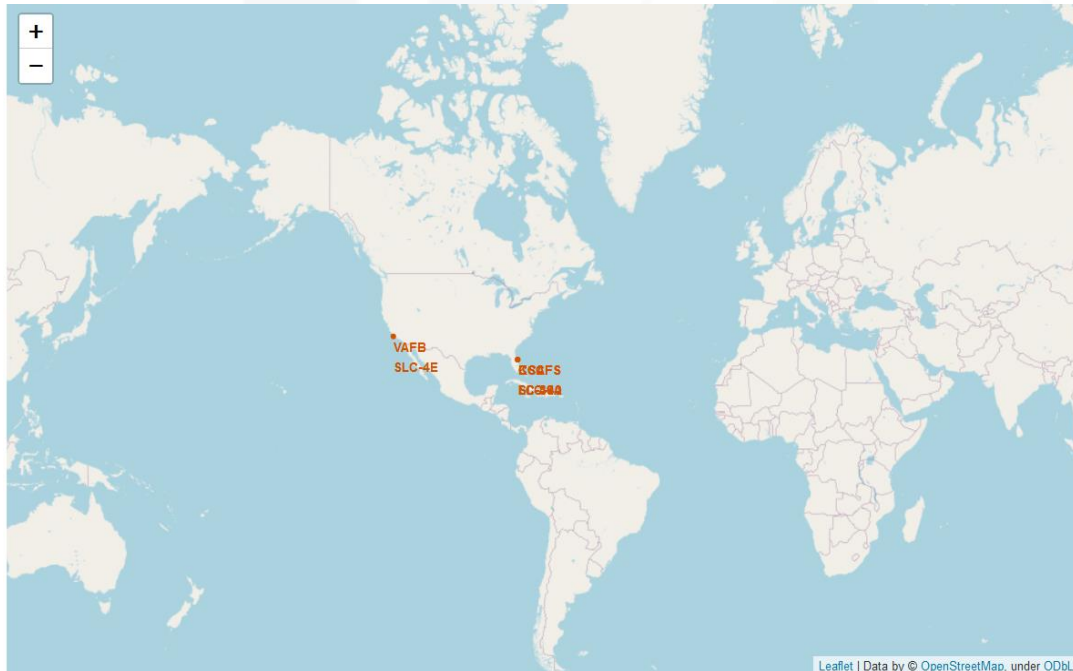 +
−
VAFB
SLC-4E
Leaflet | Data by © OpenStreetMap, under ODbL